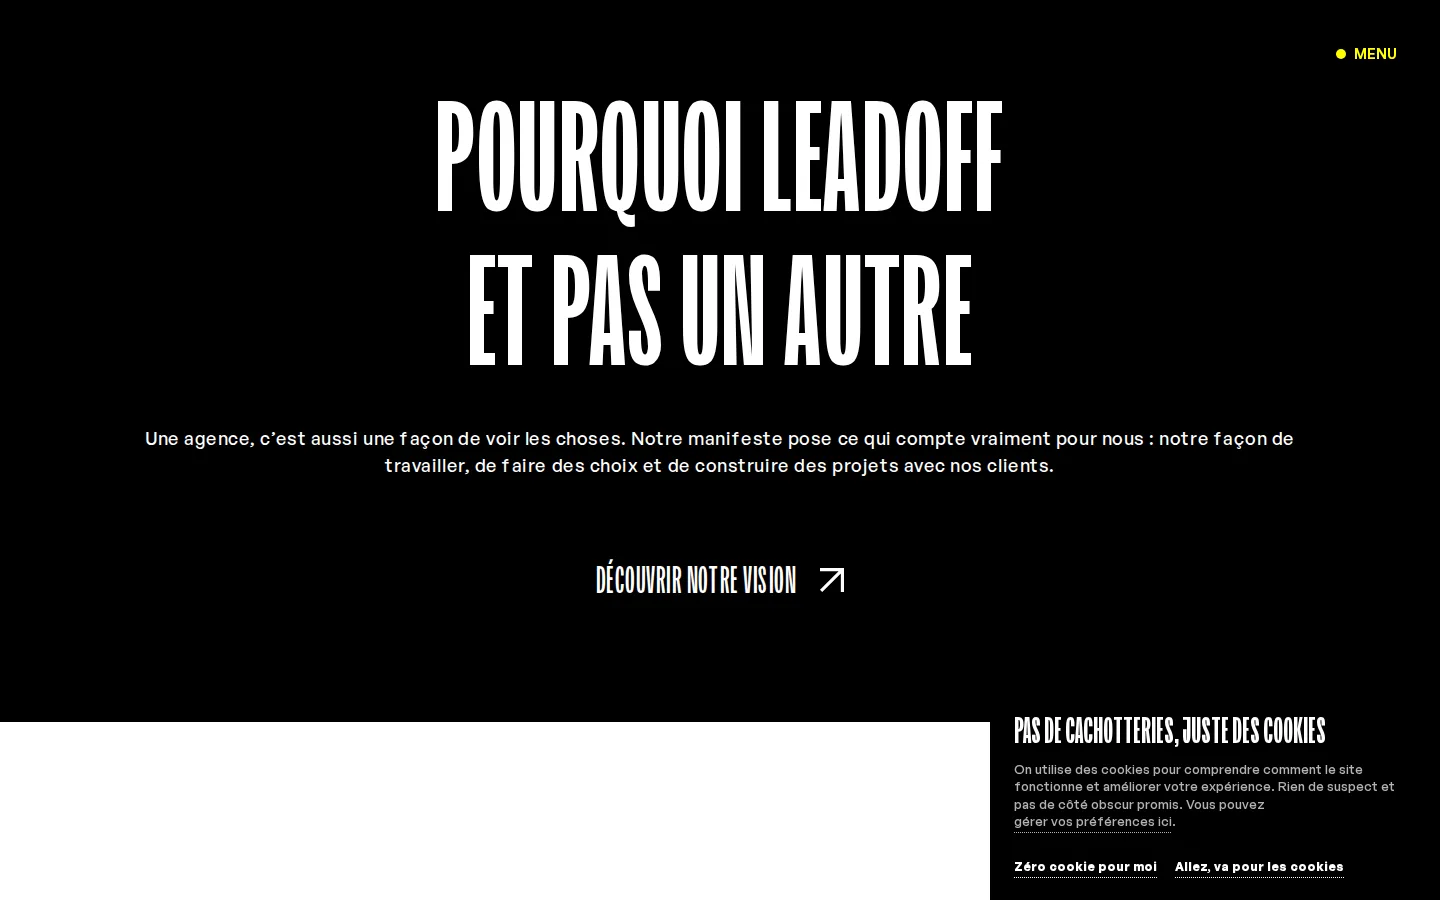 MENU
POURQUOI LEADOFF
ET PAS UN AUTRE
Une agence, c’est aussi une façon de voir les choses. Notre manifeste pose ce qui compte vraiment pour nous : notre façon de
travailler, de faire des choix et de construire des projets avec nos clients.
DÉCOUVRIR NOTRE VISION
PAS DE CACHOTTERIES, JUSTE DES COOKIES
On utilise des cookies pour comprendre comment le site
fonctionne et améliorer votre expérience. Rien de suspect et
pas de côté obscur promis. Vous pouvez
gérer vos préférences ici.
Zéro cookie pour moi
Allez, va pour les cookies